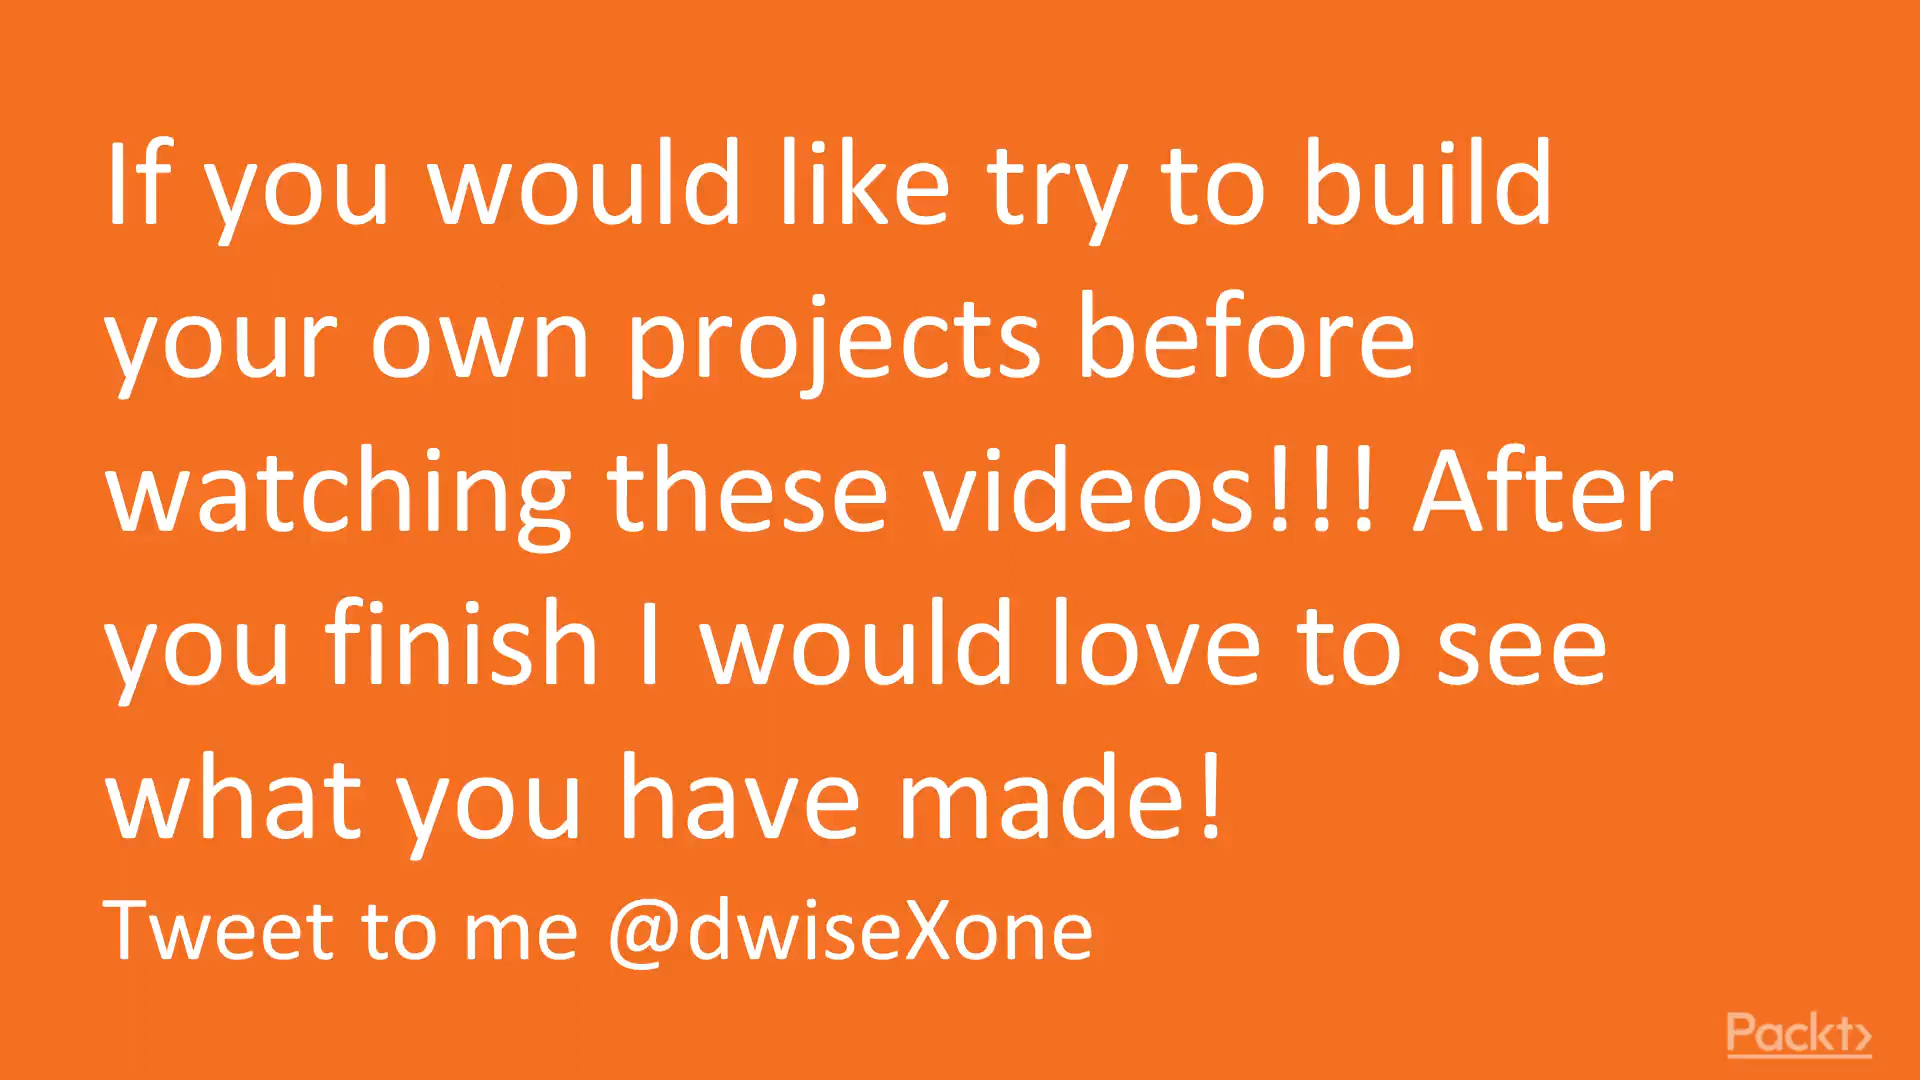 If you would like try to build
your own projects before
watching these videos!!! After
you finish I would love to see
what you have made!
Tweet to me @dwiseXone
Packt>